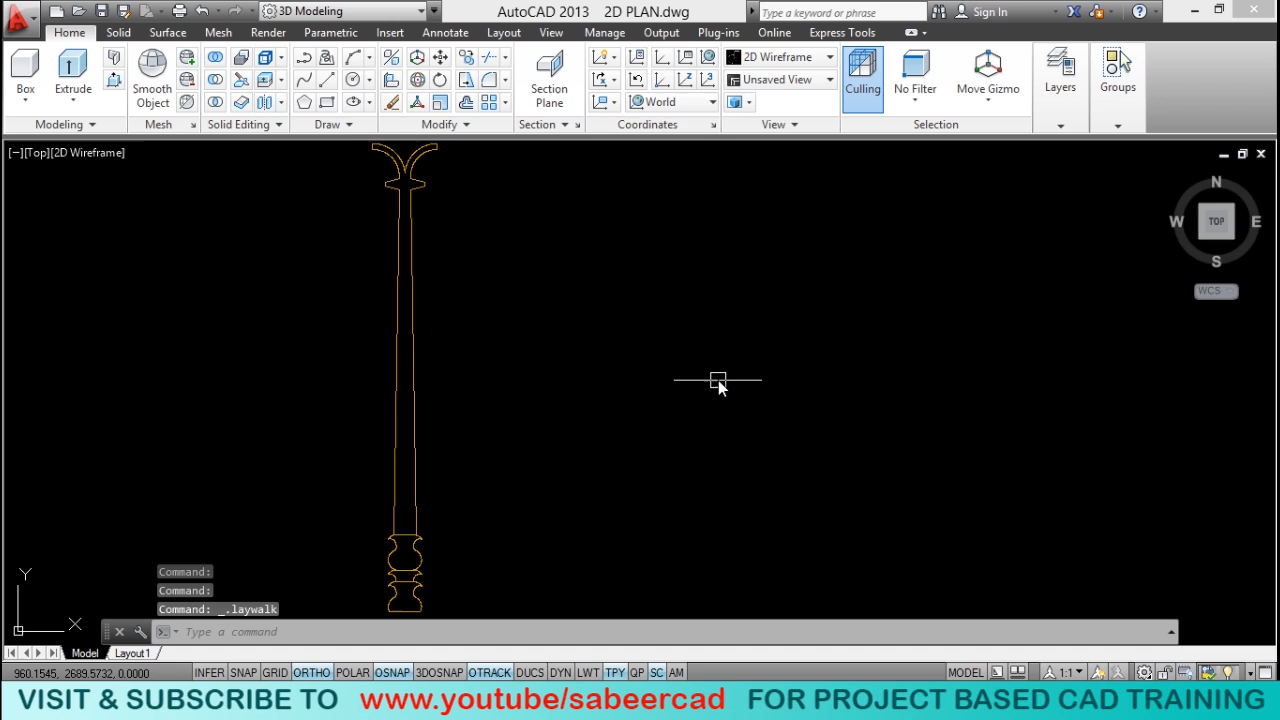 3D Modeling
AutoCAD 2013 2D PLAN.dwg
Type a keyword or phrase
Sign In
Home Solid Surface Mesh Render Parametric Insert Annotate Layout View Manage Output Plug-ins Online Express Tools
2D Wireframe
Unsaved View
World
Box Extrude Smooth Object Section Plane Culling No Filter Move Gizmo Layers Groups
Modeling Mesh Solid Editing Draw Modify Section Coordinates View Selection
[−][Top][2D Wireframe]
N
W TOP E
S
WCS
Y
X
Command:
Command:
Command: _.laywalk
Type a command
Model Layout1
960.1545, 2689.5732, 0.0000 INFER SNAP GRID ORTHO POLAR OSNAP 3DOSNAP OTRACK DUCS DYN LWT TPY QP SC AM MODEL 1:1
VISIT & SUBSCRIBE TO www.youtube/sabeercad FOR PROJECT BASED CAD TRAINING